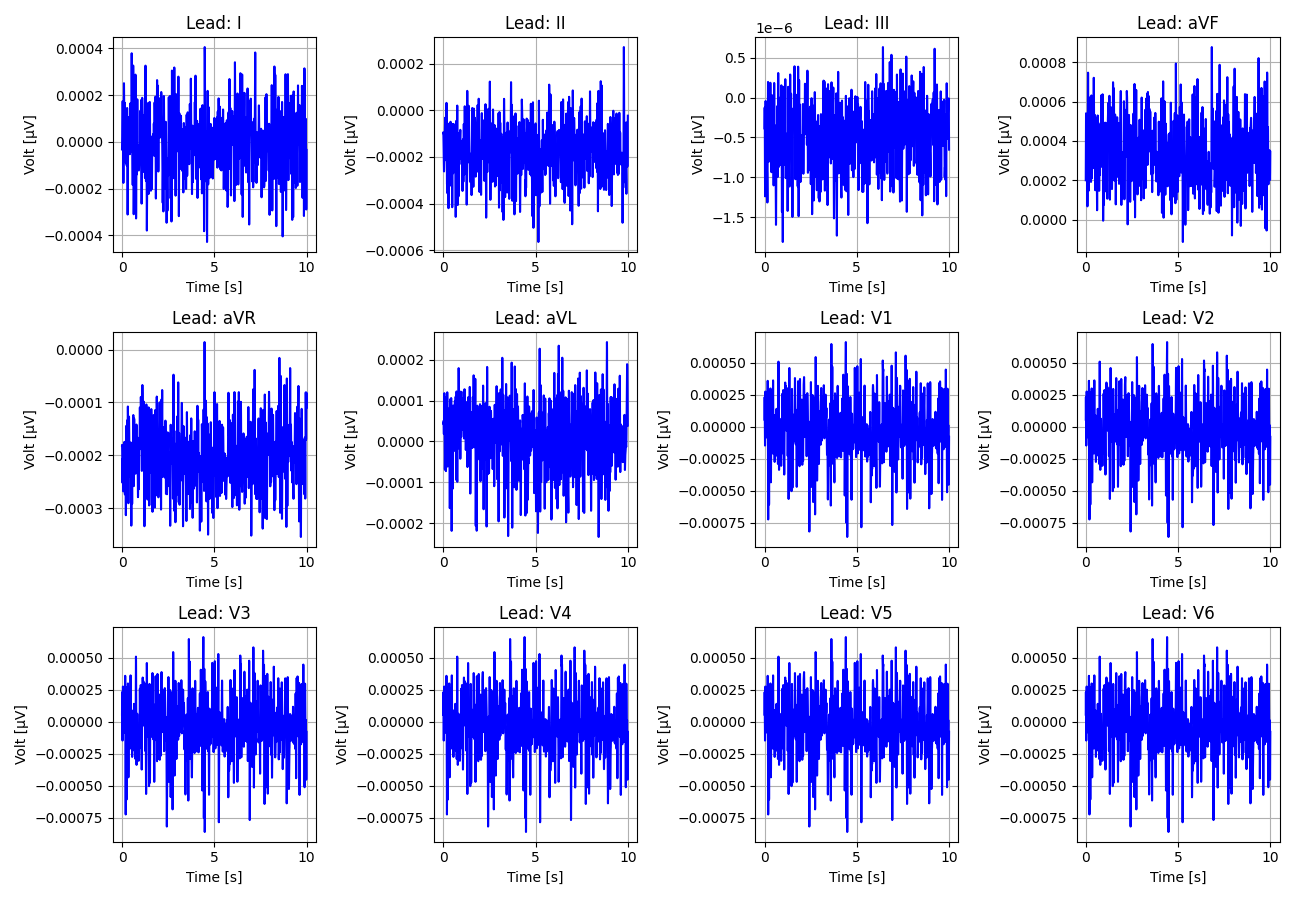 Lead: I
0.0004
0.0002
0.0000
−0.0002
−0.0004
Volt [µV]
0 5 10
Time [s]
Lead: II
0.0002
0.0000
−0.0002
−0.0004
−0.0006
Volt [µV]
0 5 10
Time [s]
Lead: III
1e−6
0.5
0.0
−0.5
−1.0
−1.5
Volt [µV]
0 5 10
Time [s]
Lead: aVF
0.0008
0.0006
0.0004
0.0002
0.0000
Volt [µV]
0 5 10
Time [s]
Lead: aVR
0.0000
−0.0001
−0.0002
−0.0003
Volt [µV]
0 5 10
Time [s]
Lead: aVL
0.0002
0.0001
0.0000
−0.0001
−0.0002
Volt [µV]
0 5 10
Time [s]
Lead: V1
0.00050
0.00025
0.00000
−0.00025
−0.00050
−0.00075
Volt [µV]
0 5 10
Time [s]
Lead: V2
0.00050
0.00025
0.00000
−0.00025
−0.00050
−0.00075
Volt [µV]
0 5 10
Time [s]
Lead: V3
0.00050
0.00025
0.00000
−0.00025
−0.00050
−0.00075
Volt [µV]
0 5 10
Time [s]
Lead: V4
0.00050
0.00025
0.00000
−0.00025
−0.00050
−0.00075
Volt [µV]
0 5 10
Time [s]
Lead: V5
0.00050
0.00025
0.00000
−0.00025
−0.00050
−0.00075
Volt [µV]
0 5 10
Time [s]
Lead: V6
0.00050
0.00025
0.00000
−0.00025
−0.00050
−0.00075
Volt [µV]
0 5 10
Time [s]